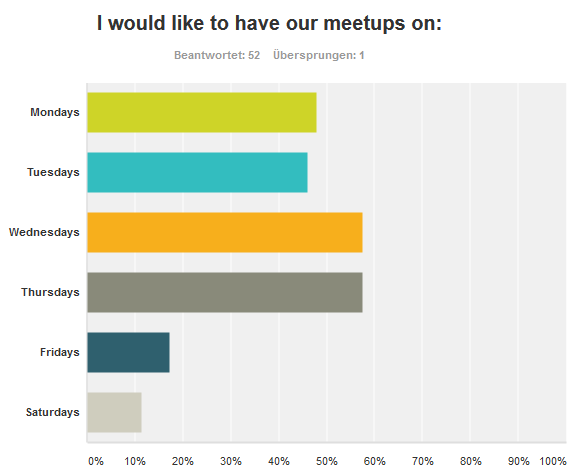 I would like to have our meetups on:
Beantwortet: 52 Übersprungen: 1
Mondays
Tuesdays
Wednesdays
Thursdays
Fridays
Saturdays
0% 10% 20% 30% 40% 50% 60% 70% 80% 90% 100%